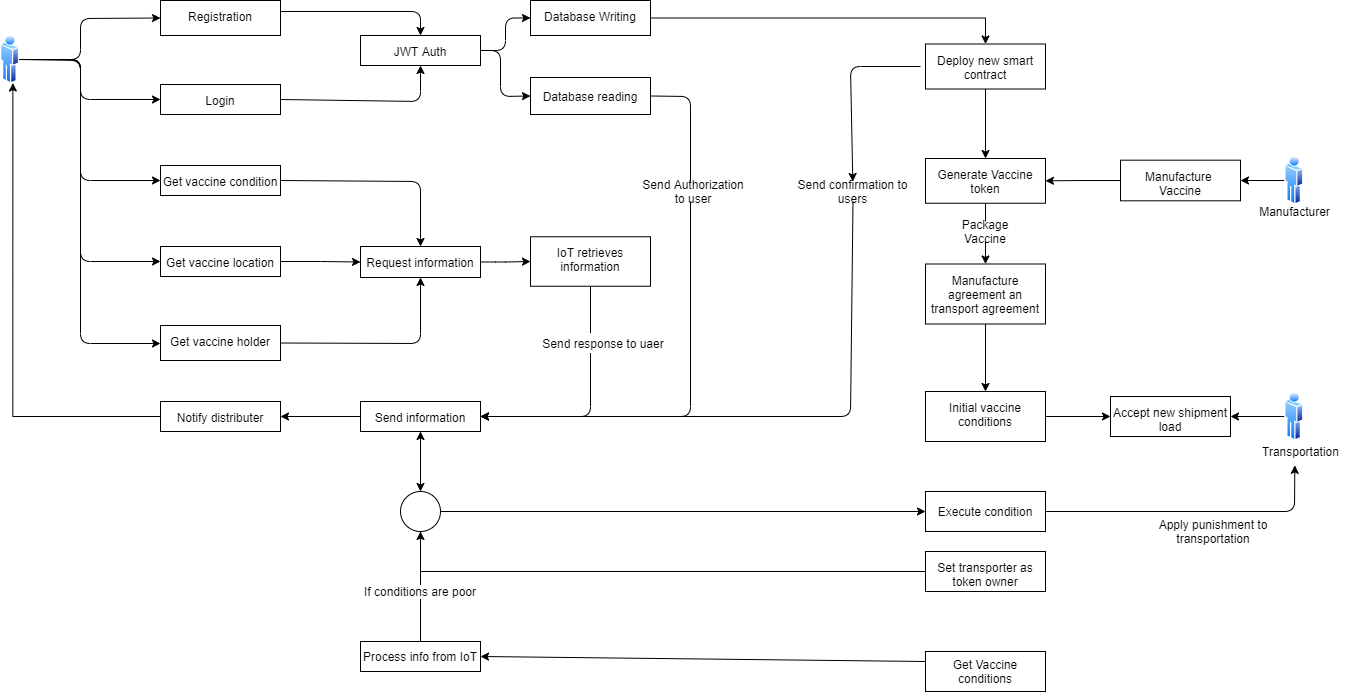 Registration
Database Writing
JWT Auth
Deploy new smart
contract
Login
Database reading
Get vaccine condition
Send Authorization
to user
Send confirmation to
users
Generate Vaccine
token
Manufacture
Vaccine
Manufacturer
Package
Vaccine
Get vaccine location
Request information
IoT retrieves
information
Manufacture
agreement an
transport agreement
Get vaccine holder
Send response to uaer
Notify distributer
Send information
Initial vaccine
conditions
Accept new shipment
load
Transportation
Execute condition
Apply punishment to
transportation
Set transporter as
token owner
If conditions are poor
Process info from IoT
Get Vaccine
conditions